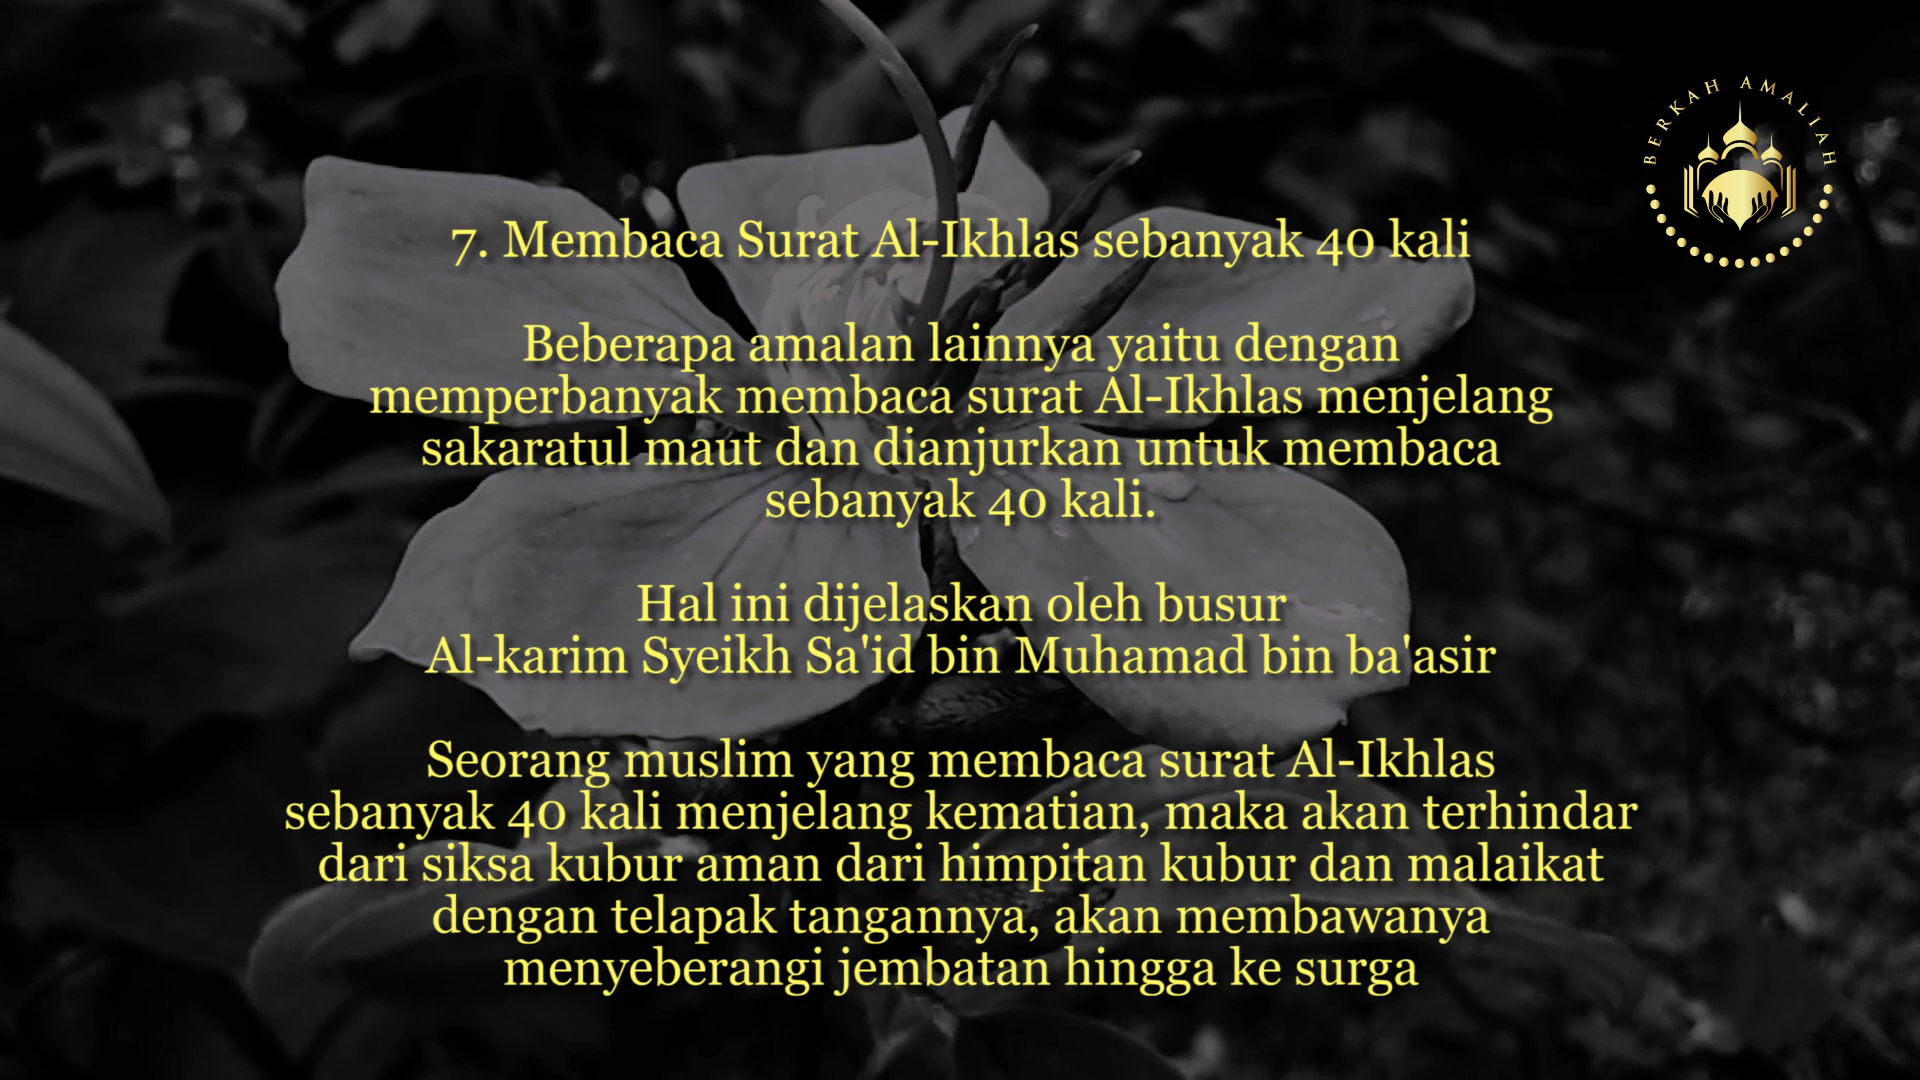 BERKAH AMALIAH
7. Membaca Surat Al-Ikhlas sebanyak 40 kali
Beberapa amalan lainnya yaitu dengan
memperbanyak membaca surat Al-Ikhlas menjelang
sakaratul maut dan dianjurkan untuk membaca
sebanyak 40 kali.
Hal ini dijelaskan oleh busur
Al-karim Syeikh Sa'id bin Muhamad bin ba'asir
Seorang muslim yang membaca surat Al-Ikhlas
sebanyak 40 kali menjelang kematian, maka akan terhindar
dari siksa kubur aman dari himpitan kubur dan malaikat
dengan telapak tangannya, akan membawanya
menyeberangi jembatan hingga ke surga